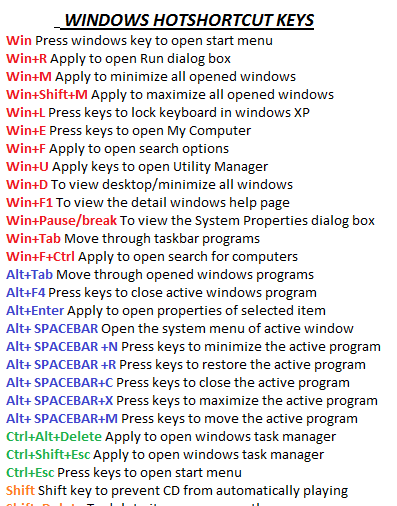 WINDOWS HOTSHORTCUT KEYS
Win Press windows key to open start menu
Win+R Apply to open Run dialog box
Win+M Apply to minimize all opened windows
Win+Shift+M Apply to maximize all opened windows
Win+L Press keys to lock keyboard in windows XP
Win+E Press keys to open My Computer
Win+F Apply to open search options
Win+U Apply keys to open Utility Manager
Win+D To view desktop/minimize all windows
Win+F1 To view the detail windows help page
Win+Pause/break To view the System Properties dialog box
Win+Tab Move through taskbar programs
Win+F+Ctrl Apply to open search for computers
Alt+Tab Move through opened windows programs
Alt+F4 Press keys to close active windows program
Alt+Enter Apply to open properties of selected item
Alt+ SPACEBAR Open the system menu of active window
Alt+ SPACEBAR +N Press keys to minimize the active program
Alt+ SPACEBAR +R Press keys to restore the active program
Alt+ SPACEBAR+C Press keys to close the active program
Alt+ SPACEBAR+X Press keys to maximize the active program
Alt+ SPACEBAR+M Press keys to move the active program
Ctrl+Alt+Delete Apply to open windows task manager
Ctrl+Shift+Esc Apply to open windows task manager
Ctrl+Esc Press keys to open start menu
Shift Shift key to prevent CD from automatically playing